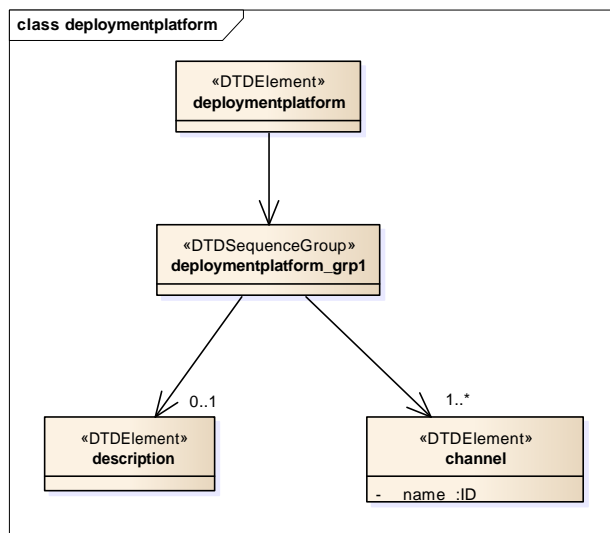 class deploymentplatform
«DTDElement»
deploymentplatform
«DTDSequenceGroup»
deploymentplatform_grp1
0..1
1..*
«DTDElement»
description
«DTDElement»
channel
- name :ID